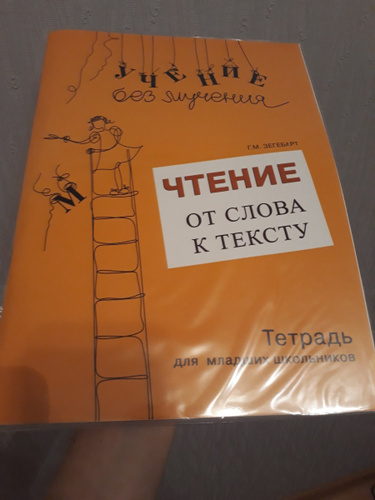 УЧЕНИЕ
без мучения
М
Г.М. ЗЕГЕБАРТ
ЧТЕНИЕ
ОТ СЛОВА
К ТЕКСТУ
Тетрадь
для младших школьников